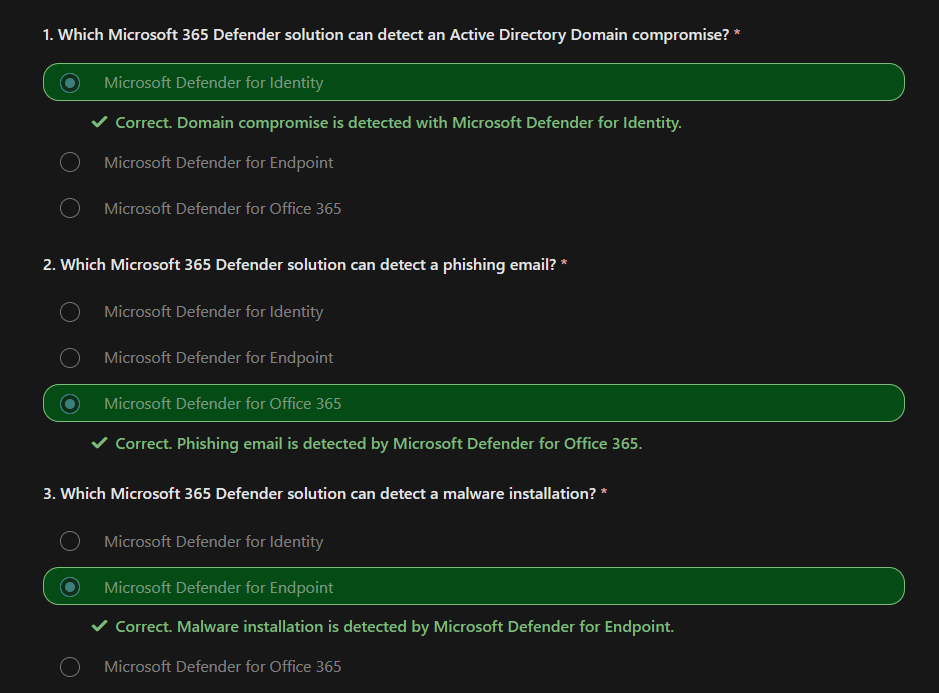 1. Which Microsoft 365 Defender solution can detect an Active Directory Domain compromise? *
Microsoft Defender for Identity
Correct. Domain compromise is detected with Microsoft Defender for Identity.
Microsoft Defender for Endpoint
Microsoft Defender for Office 365
2. Which Microsoft 365 Defender solution can detect a phishing email? *
Microsoft Defender for Identity
Microsoft Defender for Endpoint
Microsoft Defender for Office 365
Correct. Phishing email is detected by Microsoft Defender for Office 365.
3. Which Microsoft 365 Defender solution can detect a malware installation? *
Microsoft Defender for Identity
Microsoft Defender for Endpoint
Correct. Malware installation is detected by Microsoft Defender for Endpoint.
Microsoft Defender for Office 365